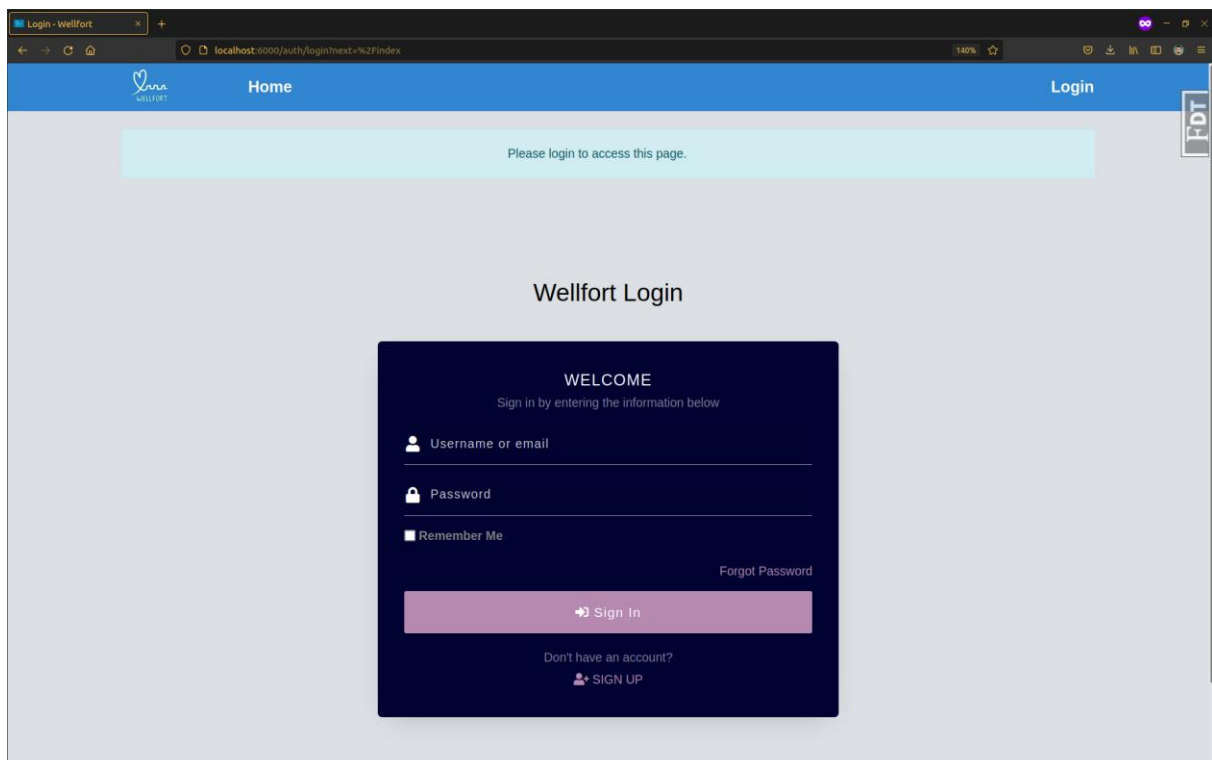 Login - Wellfort
localhost:6000/auth/login?next=%2Findex
140%
WELLFORT
Home
Login
FDT
Please login to access this page.
Wellfort Login
WELCOME
Sign in by entering the information below
Username or email
Password
Remember Me
Forgot Password
Sign In
Don't have an account?
SIGN UP